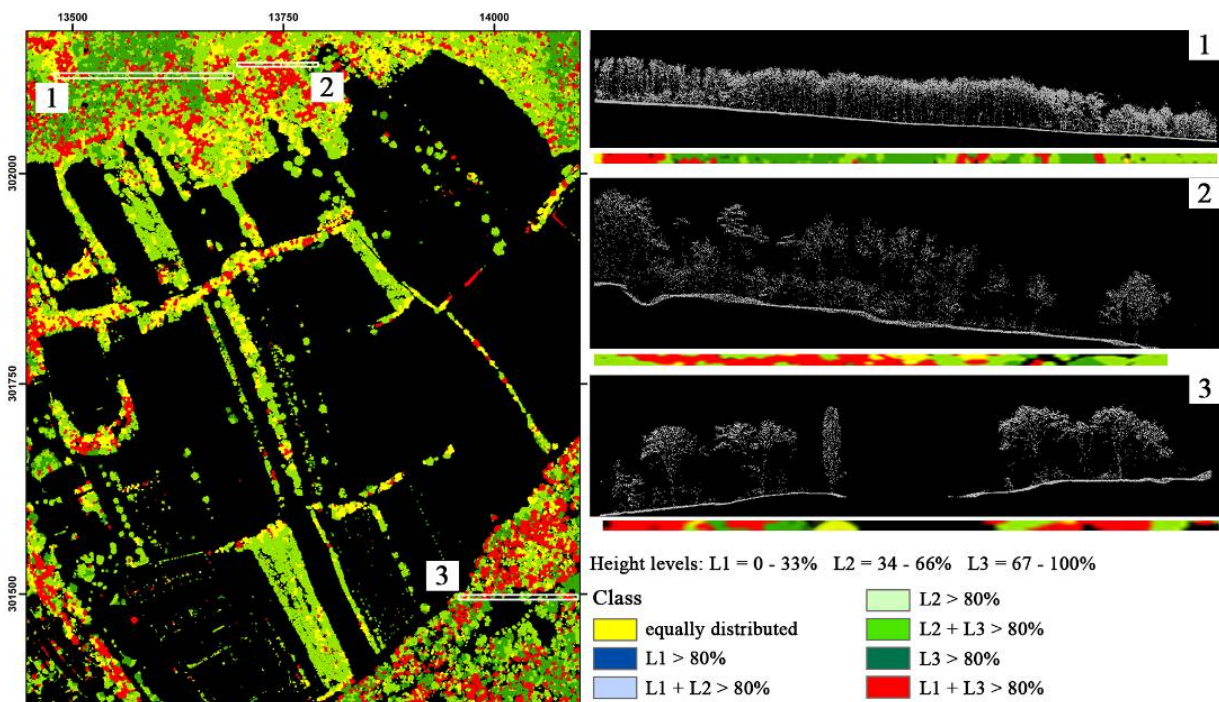 13500 13750 14000
302000
301750
301500
1
2
3
1
2
3
Height levels: L1 = 0 - 33% L2 = 34 - 66% L3 = 67 - 100%
Class
equally distributed
L1 > 80%
L1 + L2 > 80%
L2 > 80%
L2 + L3 > 80%
L3 > 80%
L1 + L3 > 80%